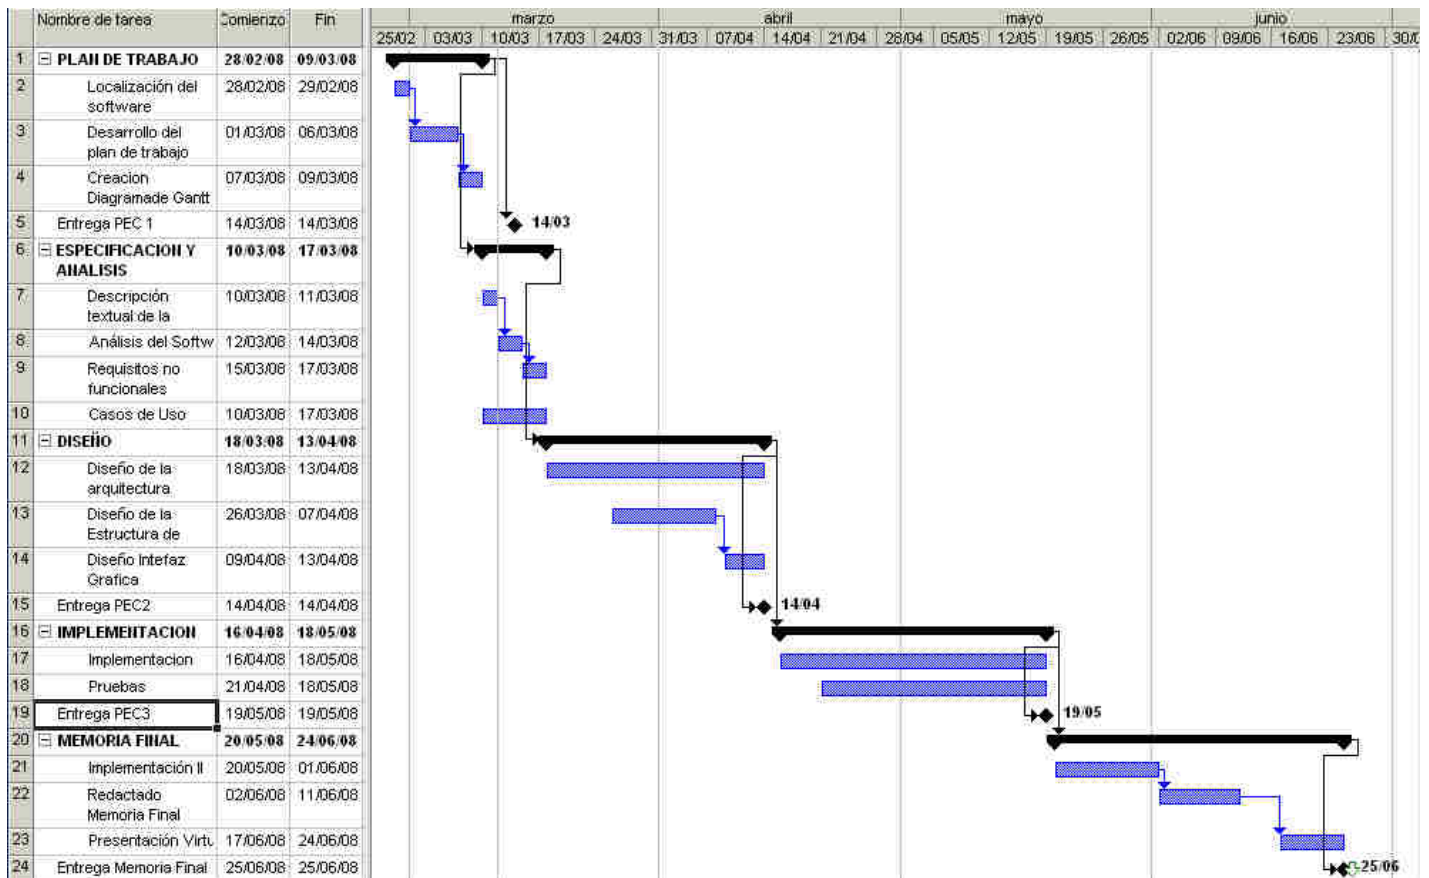 Nombre de tarea Comienzo Fin marzo abril mayo junio
25/02 03/03 10/03 17/03 24/03 31/03 07/04 14/04 21/04 28/04 05/05 12/05 19/05 26/05 02/06 09/06 16/06 23/06
1 PLAN DE TRABAJO 28/02/08 09/03/08
2 Localización del 28/02/08 29/02/08
software
3 Desarrollo del 01/03/08 06/03/08
plan de trabajo
4 Creacion 07/03/08 09/03/08
Diagramade Gantt
5 Entrega PEC 1 14/03/08 14/03/08 14/03
6 ESPECIFICACION Y 10/03/08 17/03/08
ANALISIS
7 Descripción 10/03/08 11/03/08
textual de la
8 Análisis del Softw 12/03/08 14/03/08
9 Requisitos no 15/03/08 17/03/08
funcionales
10 Casos de Uso 10/03/08 17/03/08
11 DISEÑO 18/03/08 13/04/08
12 Diseño de la 18/03/08 13/04/08
arquitectura
13 Diseño de la 26/03/08 07/04/08
Estructura de
14 Diseño Intefaz 09/04/08 13/04/08
Grafica
15 Entrega PEC2 14/04/08 14/04/08 14/04
16 IMPLEMENTACION 16/04/08 18/05/08
17 Implementacion 16/04/08 18/05/08
18 Pruebas 21/04/08 18/05/08
19 Entrega PEC3 19/05/08 19/05/08 19/05
20 MEMORIA FINAL 20/05/08 24/06/08
21 Implementación II 20/05/08 01/06/08
22 Redactado 02/06/08 11/06/08
Memoria Final
23 Presentación Virtu 17/06/08 24/06/08
24 Entrega Memoria Final 25/06/08 25/06/08 25/06